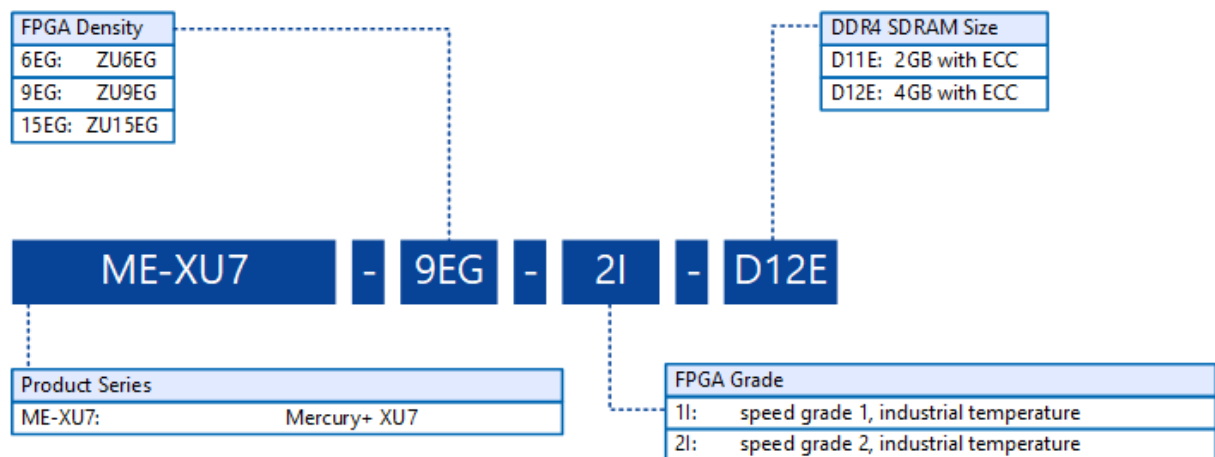 FPGA Density
6EG: ZU6EG
9EG: ZU9EG
15EG: ZU15EG
DDR4 SDRAM Size
D11E: 2GB with ECC
D12E: 4GB with ECC
ME-XU7 - 9EG - 2I - D12E
Product Series
ME-XU7: Mercury+ XU7
FPGA Grade
1I: speed grade 1, industrial temperature
2I: speed grade 2, industrial temperature